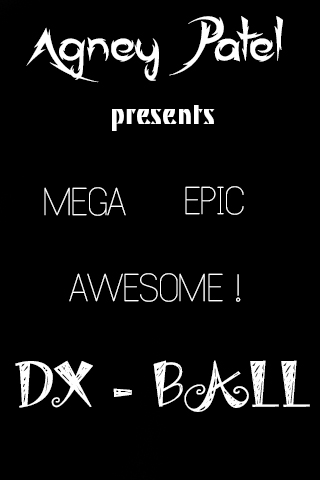 Agney Patel
presents
MEGA EPIC
AWESOME !
DX - BALL